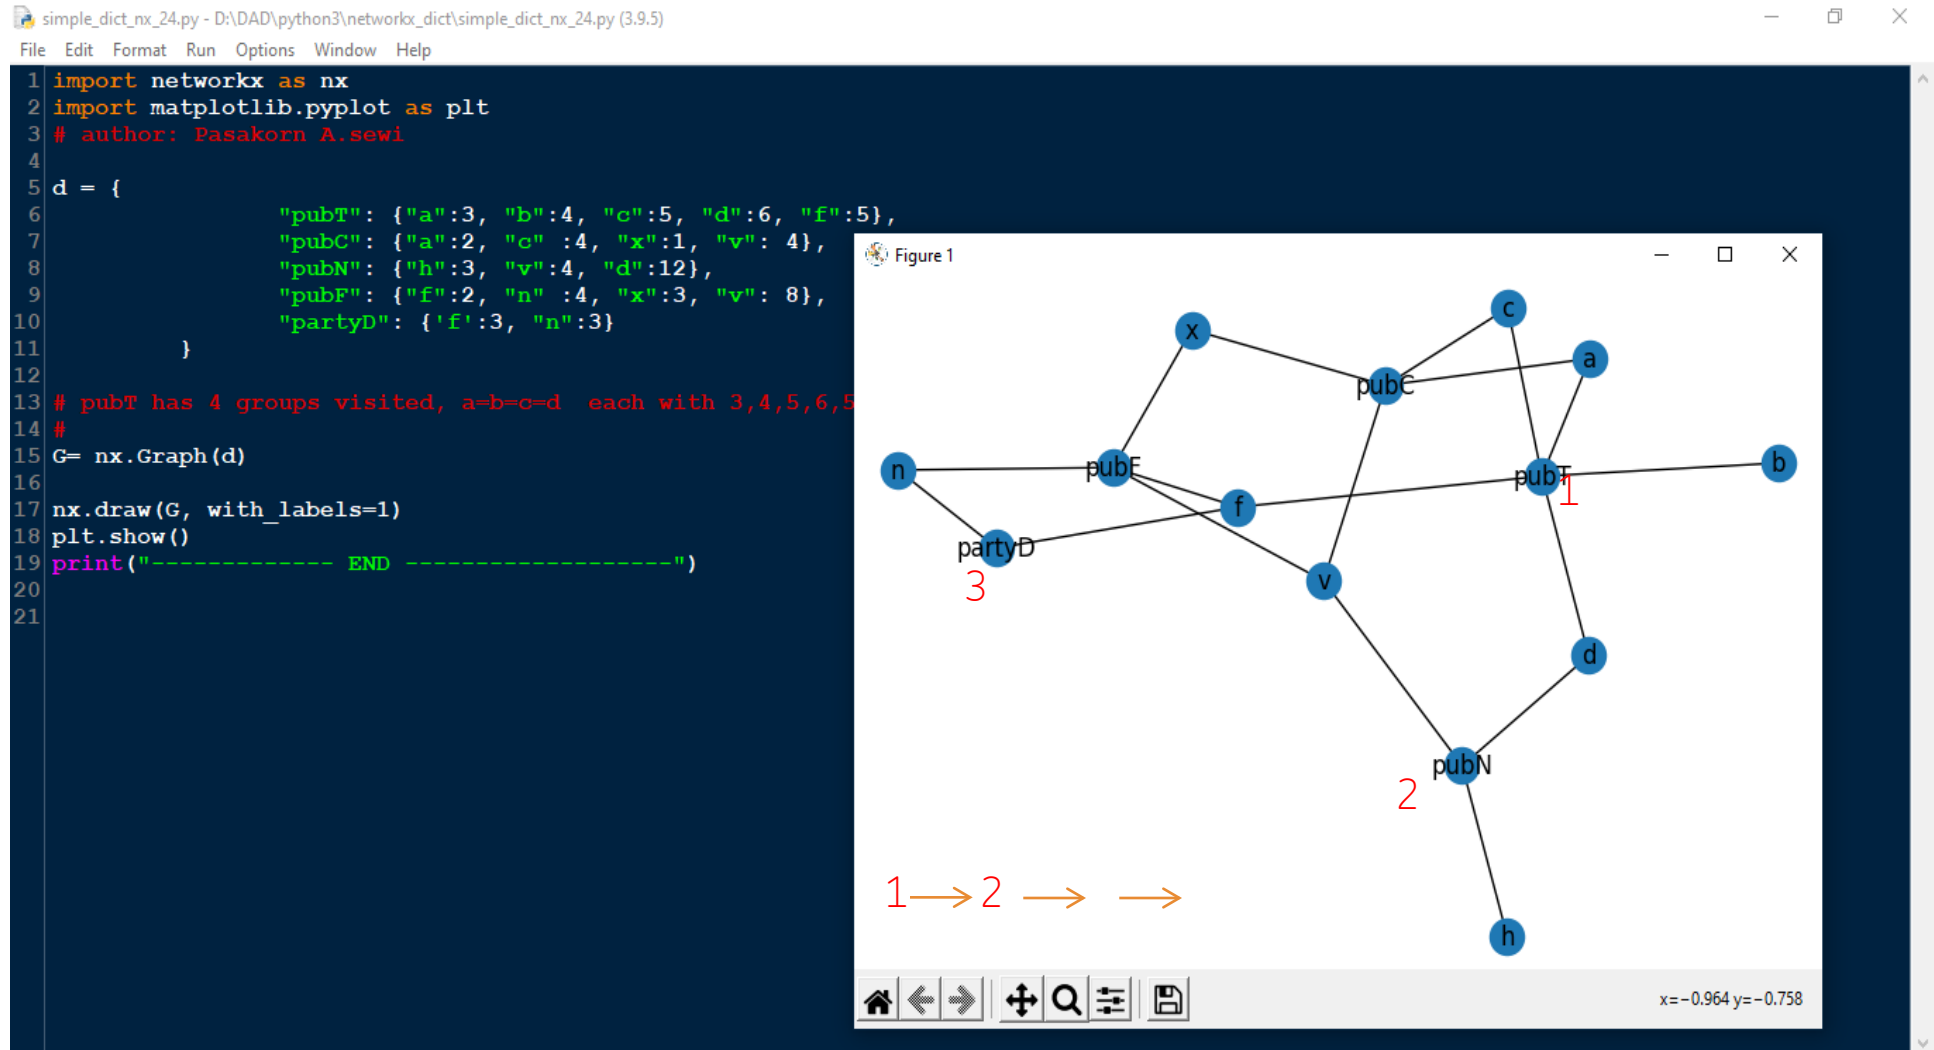 simple_dict_nx_24.py - D:\DAD\python3\networkx_dict\simple_dict_nx_24.py (3.9.5)
File Edit Format Run Options Window Help
1 import networkx as nx
2 import matplotlib.pyplot as plt
3 # author: Pasakorn A.sewi
4
5 d = {
6 "pubT": {"a":3, "b":4, "c":5, "d":6, "f":5},
7 "pubC": {"a":2, "c" :4, "x":1, "v": 4},
8 "pubN": {"h":3, "v":4, "d":12},
9 "pubF": {"f":2, "n" :4, "x":3, "v": 8},
10 "partyD": {'f':3, "n":3}
11 }
12
13 # pubT has 4 groups visited, a=b=c=d each with 3,4,5,6,5
14 #
15 G= nx.Graph(d)
16
17 nx.draw(G, with_labels=1)
18 plt.show()
19 print("------------- END -------------------")
20
21
Figure 1
c
x
a
pubC
b
n
pubF
pubT
1
f
partyD
3
v
d
pubN
2
1 → 2 → →
h
x=−0.964 y=−0.758